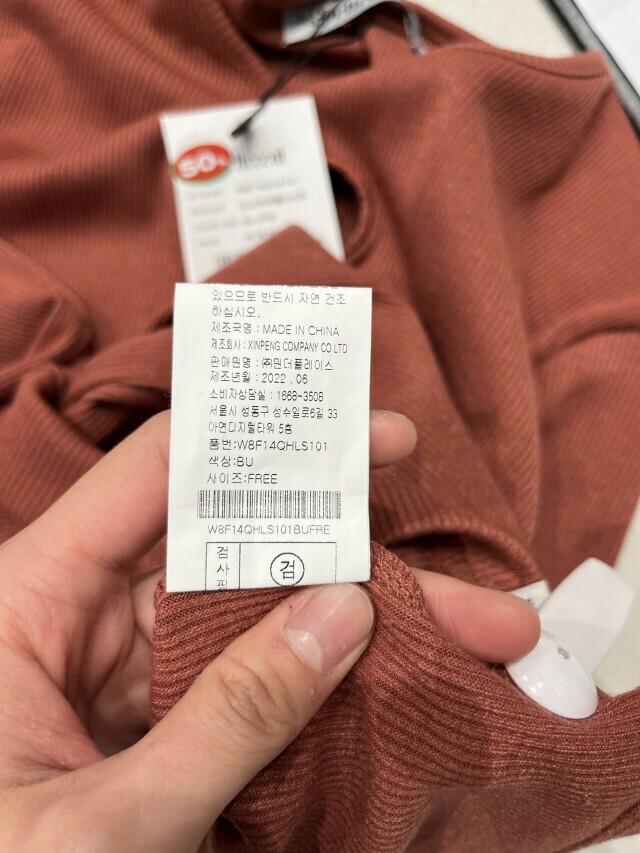 50%
있으므로 반드시 자연 건조
하십시오.
제조국명 : MADE IN CHINA
제조회사 : XINPENG COMPANY CO LTD
판매원명 : ㈜원더플레이스
제조년월 : 2022 . 06
소비자상담실 : 1668-3508
서울시 성동구 성수일로6길 33
아연디지털타워 5층
품번:W8F14QHLS101
색상:BU
사이즈:FREE
W8F14QHLS101BUFRE
검
사
필
검